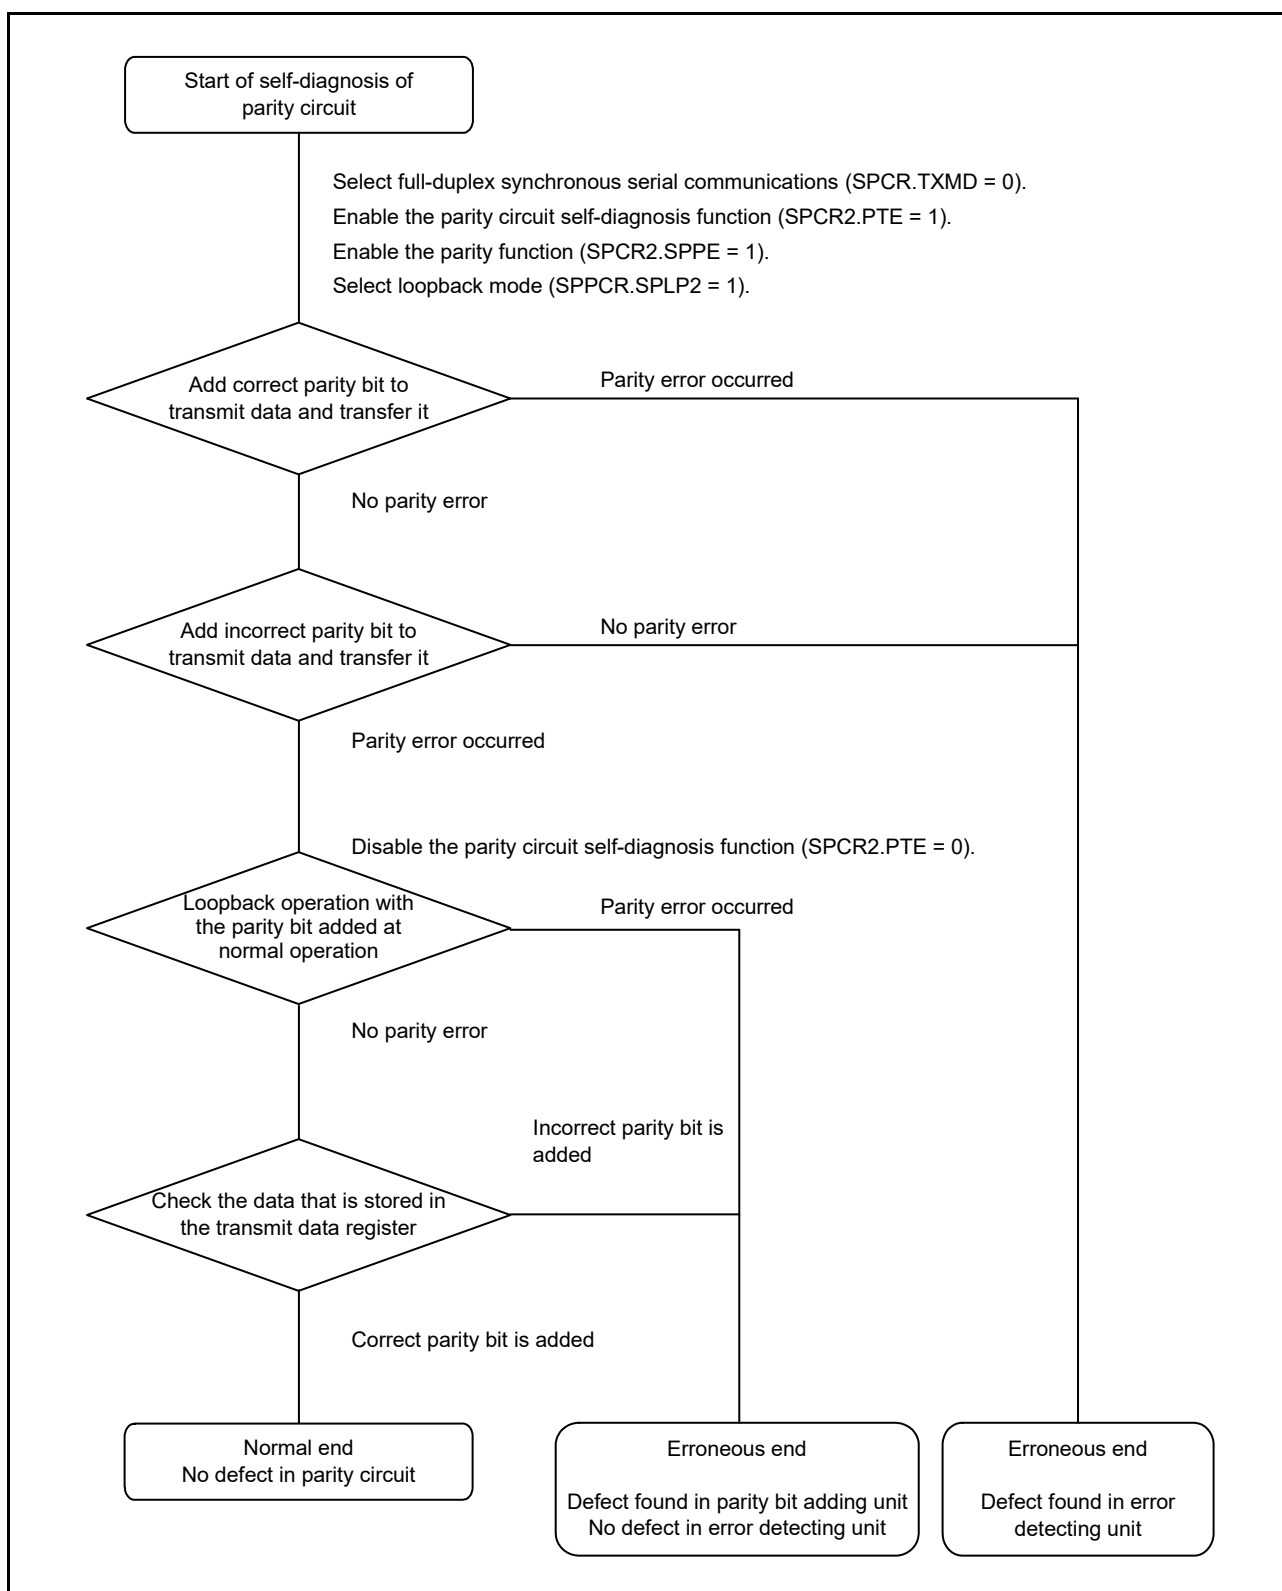 Start of self-diagnosis of
parity circuit
Select full-duplex synchronous serial communications (SPCR.TXMD = 0).
Enable the parity circuit self-diagnosis function (SPCR2.PTE = 1).
Enable the parity function (SPCR2.SPPE = 1).
Select loopback mode (SPPCR.SPLP2 = 1).
Add correct parity bit to
transmit data and transfer it
Parity error occurred
No parity error
Add incorrect parity bit to
transmit data and transfer it
No parity error
Parity error occurred
Disable the parity circuit self-diagnosis function (SPCR2.PTE = 0).
Loopback operation with
the parity bit added at
normal operation
Parity error occurred
No parity error
Incorrect parity bit is
added
Check the data that is stored in
the transmit data register
Correct parity bit is added
Normal end
No defect in parity circuit
Erroneous end
Defect found in parity bit adding unit
No defect in error detecting unit
Erroneous end
Defect found in error
detecting unit